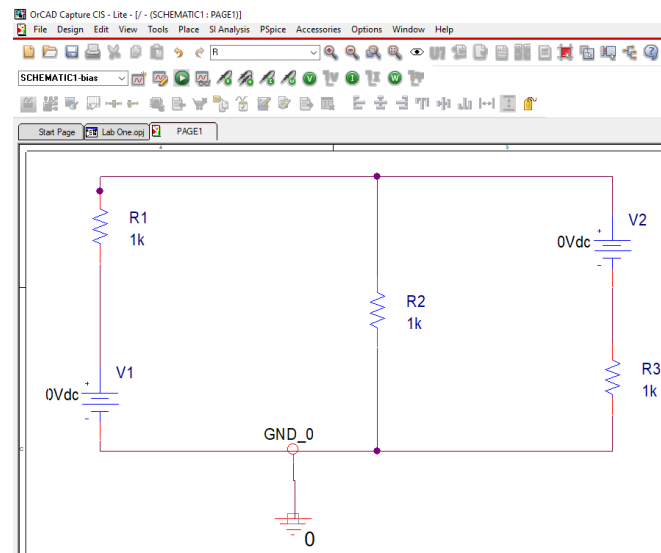 OrCAD Capture CIS - Lite - [/ - (SCHEMATIC1 : PAGE1)]
File Design Edit View Tools Place SI Analysis PSpice Accessories Options Window Help
R
SCHEMATIC1-bias
V I W
Start Page Lab One.opj PAGE1
4 3
R1
1k
V2
+
0Vdc
-
R2
1k
R3
1k
V1
+
0Vdc
-
GND_0
C
0